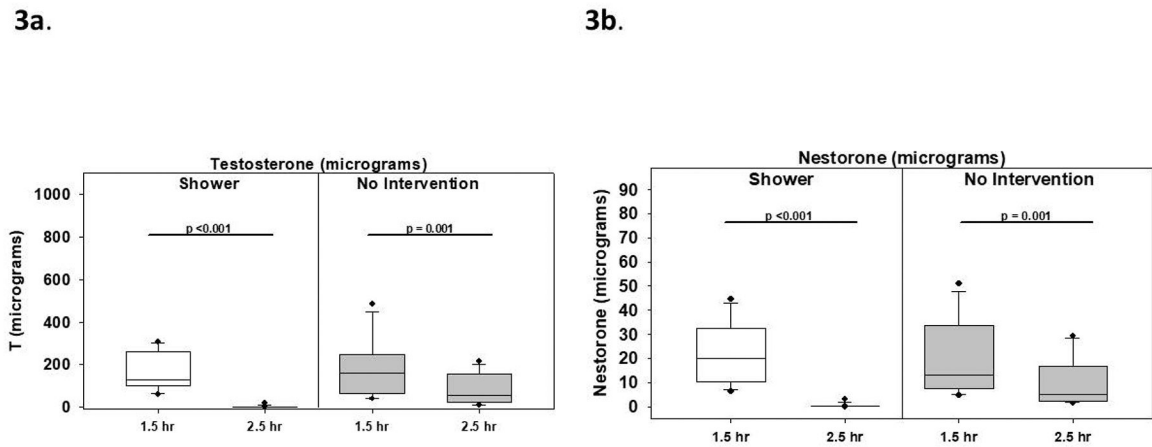 3a.
3b.
Testosterone (micrograms)
Shower
No Intervention
p <0.001
p = 0.001
T (micrograms)
1000
800
600
400
200
0
1.5 hr
2.5 hr
1.5 hr
2.5 hr
Nestorone (micrograms)
Shower
No Intervention
p <0.001
p = 0.001
Nestorone (micrograms)
90
80
70
60
50
40
30
20
10
0
1.5 hr
2.5 hr
1.5 hr
2.5 hr